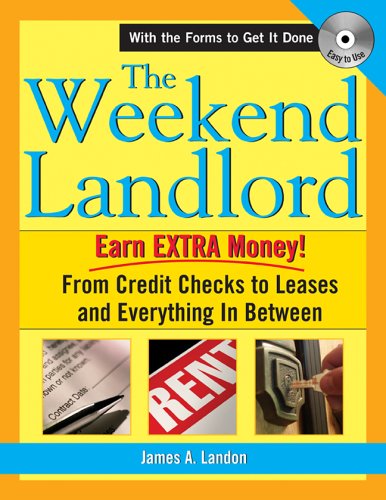 With the Forms to Get It Done
Easy to Use
The
Weekend
Landlord
Earn EXTRA Money!
From Credit Checks to Leases
and Everything In Between
Contract Date:
RENT
James A. Landon